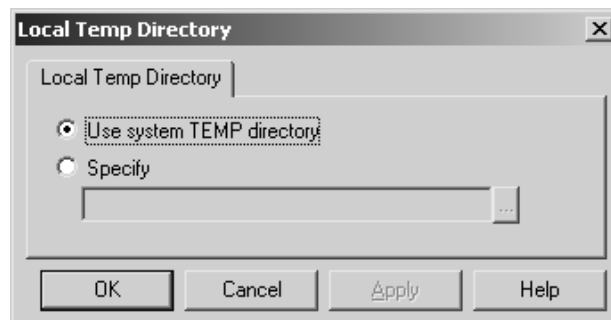 Local Temp Directory
Local Temp Directory
Use system TEMP directory
Specify
...
OK Cancel Apply Help